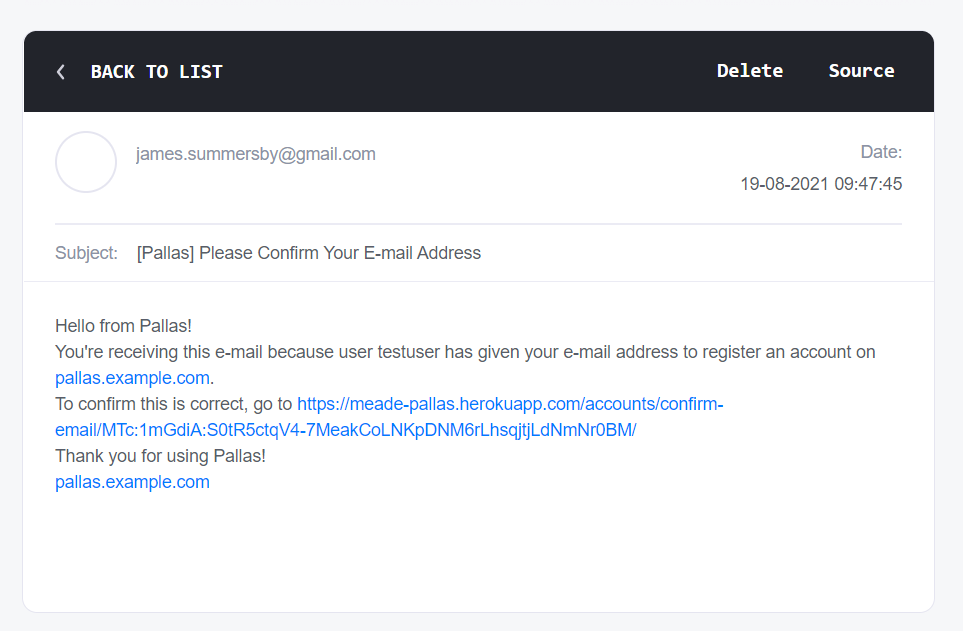 BACK TO LIST
Delete
Source
james.summersby@gmail.com
Date:
19-08-2021 09:47:45
Subject: [Pallas] Please Confirm Your E-mail Address
Hello from Pallas!
You're receiving this e-mail because user testuser has given your e-mail address to register an account on
pallas.example.com.
To confirm this is correct, go to https://meade-pallas.herokuapp.com/accounts/confirm-
email/MTc:1mGdiA:S0tR5ctqV4-7MeakCoLNKpDNM6rLhsqjtjLdNmNr0BM/
Thank you for using Pallas!
pallas.example.com